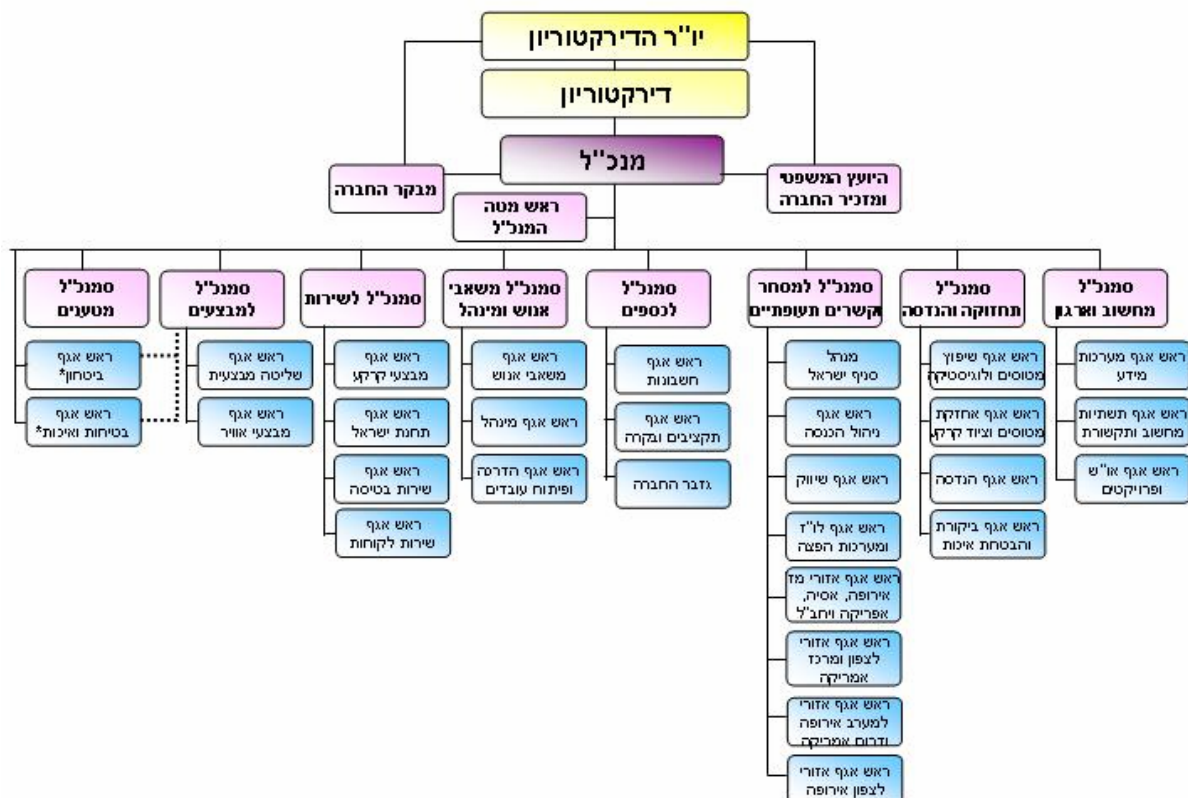 יו"ר הדירקטוריון
דירקטוריון
מנכ"ל
היועץ המשפטי
ומזכיר החברה
מבקר החברה
ראש מטה
המנכ"ל
סמנכ"ל
מחשוב וארגון
ראש אגף מערכות
מידע
ראש אגף תשתיות
מחשוב ותקשורת
ראש אגף או"ש
ופרויקטים
סמנכ"ל
תחזוקה והנדסה
ראש אגף שיפוץ
מטוסים ולוגיסטיקה
ראש אגף אחזקת
מטוסים וציוד קרקע
ראש אגף הנדסה
ראש אגף ביקורת
והבטחת איכות
סמנכ"ל למסחר
וקשרים תעופתיים
מנהל
סניף ישראל
ראש אגף
ניהול הכנסה
ראש אגף שיווק
ראש אגף לו"ז
ומערכות הפצה
ראש אגף אזורי מז
אירופה, אסיה,
אפריקה ויחב"ל
ראש אגף אזורי
לצפון ומרכז
אמריקה
ראש אגף אזורי
למערב אירופה
ודרום אמריקה
ראש אגף אזורי
לצפון אירופה
סמנכ"ל
לכספים
ראש אגף
חשבונות
ראש אגף
תקציבים ובקרה
גזבר החברה
סמנכ"ל משאבי
אנוש ומינהל
ראש אגף
משאבי אנוש
ראש אגף מינהל
ראש אגף הדרכה
ופיתוח עובדים
סמנכ"ל לשירות
ראש אגף
מבצעי קרקע
ראש אגף
תחנת ישראל
ראש אגף
שירות בטיסה
ראש אגף
שירות לקוחות
סמנכ"ל
למבצעים
ראש אגף
שליטה מבצעית
ראש אגף
מבצעי אוויר
סמנכ"ל
מטענים
ראש אגף
ביטחון*
ראש אגף
בטיחות ואיכות*